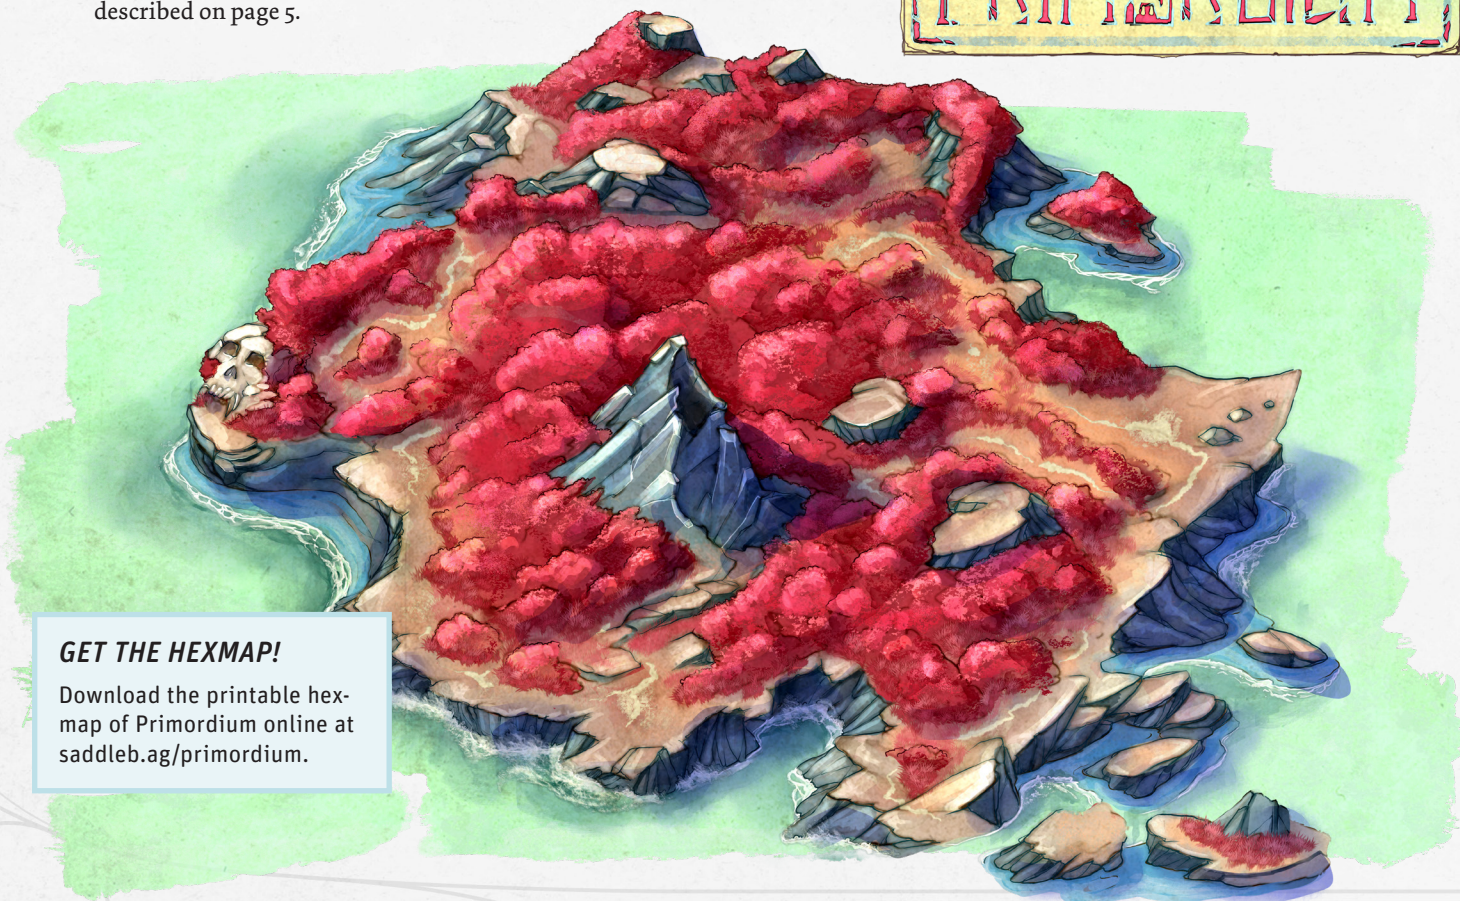 described on page 5.
GET THE HEXMAP!
Download the printable hex-
map of Primordium online at
saddleb.ag/primordium.